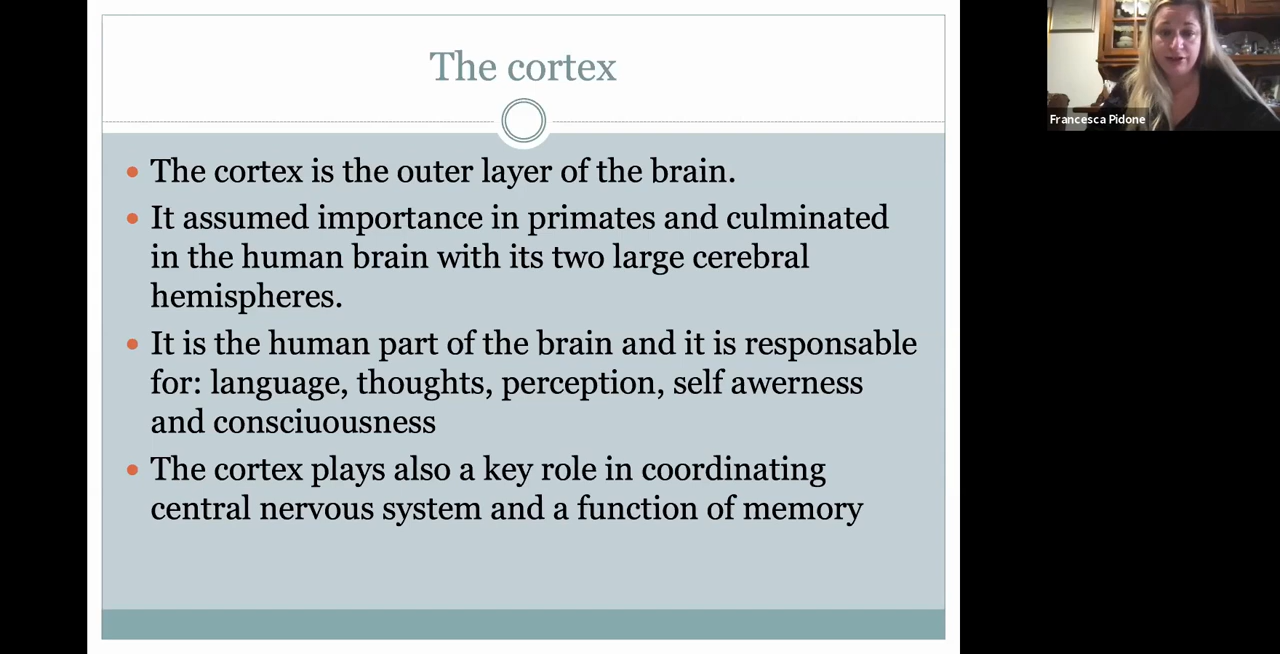 The cortex
The cortex is the outer layer of the brain.
It assumed importance in primates and culminated
in the human brain with its two large cerebral
hemispheres.
It is the human part of the brain and it is responsable
for: language, thoughts, perception, self awerness
and consciuousness
The cortex plays also a key role in coordinating
central nervous system and a function of memory
Francesca Pidone